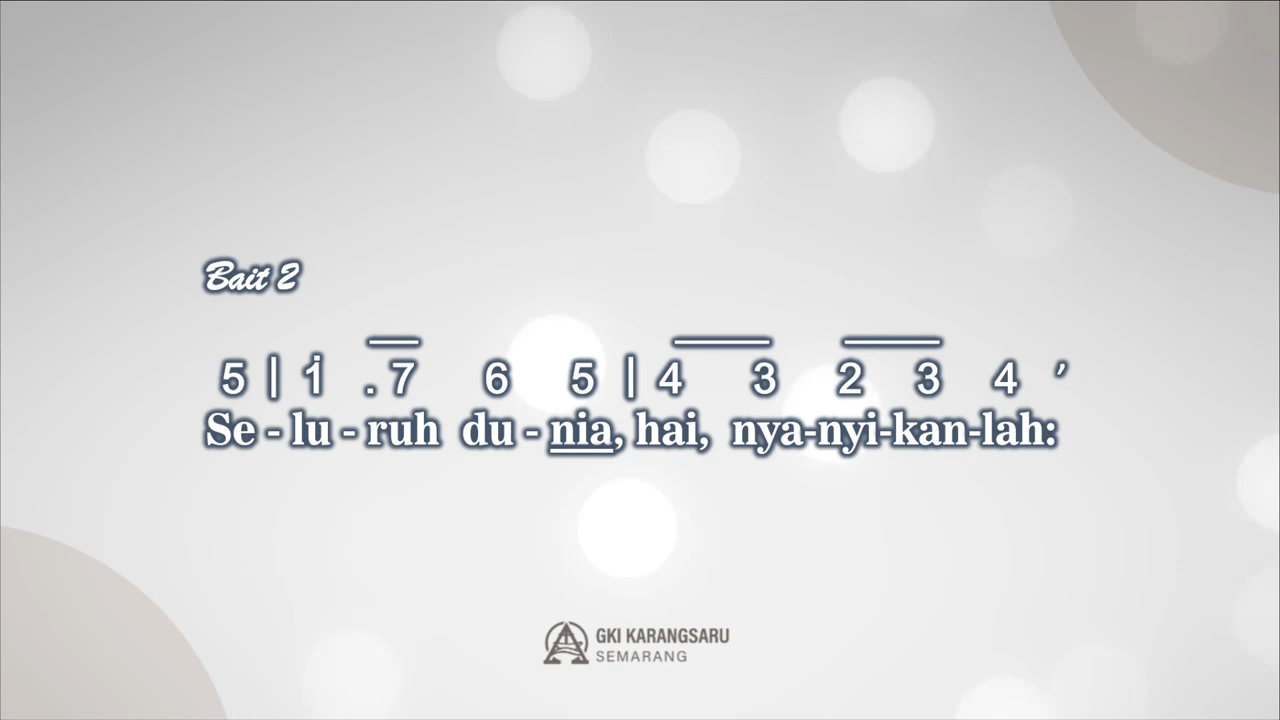 Bait 2
5 | 1̇ . 7 6 5 | 4 3 2 3 4 ’
Se - lu - ruh du - nia, hai, nya-nyi-kan-lah:
GKI KARANGSARU
SEMARANG